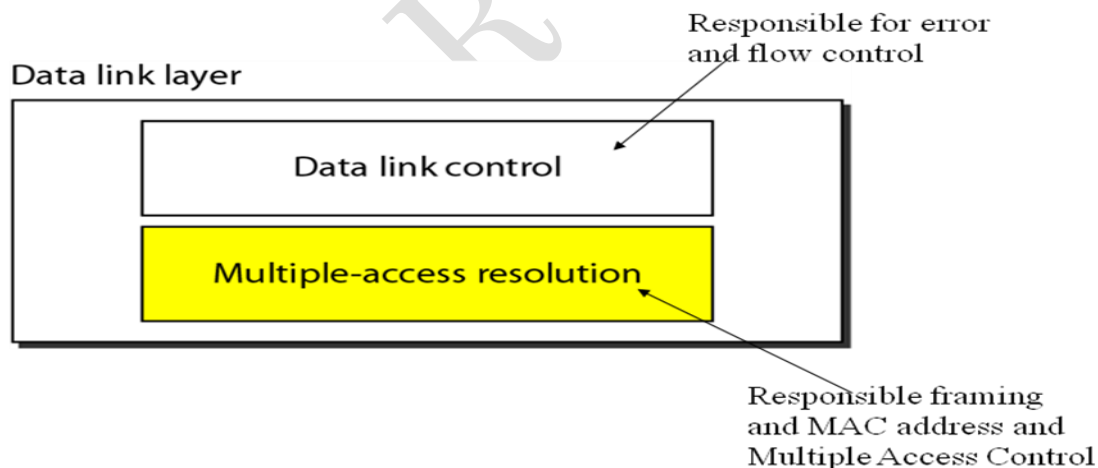 Responsible for error
and flow control
Data link layer
Data link control
Multiple-access resolution
Responsible framing
and MAC address and
Multiple Access Control